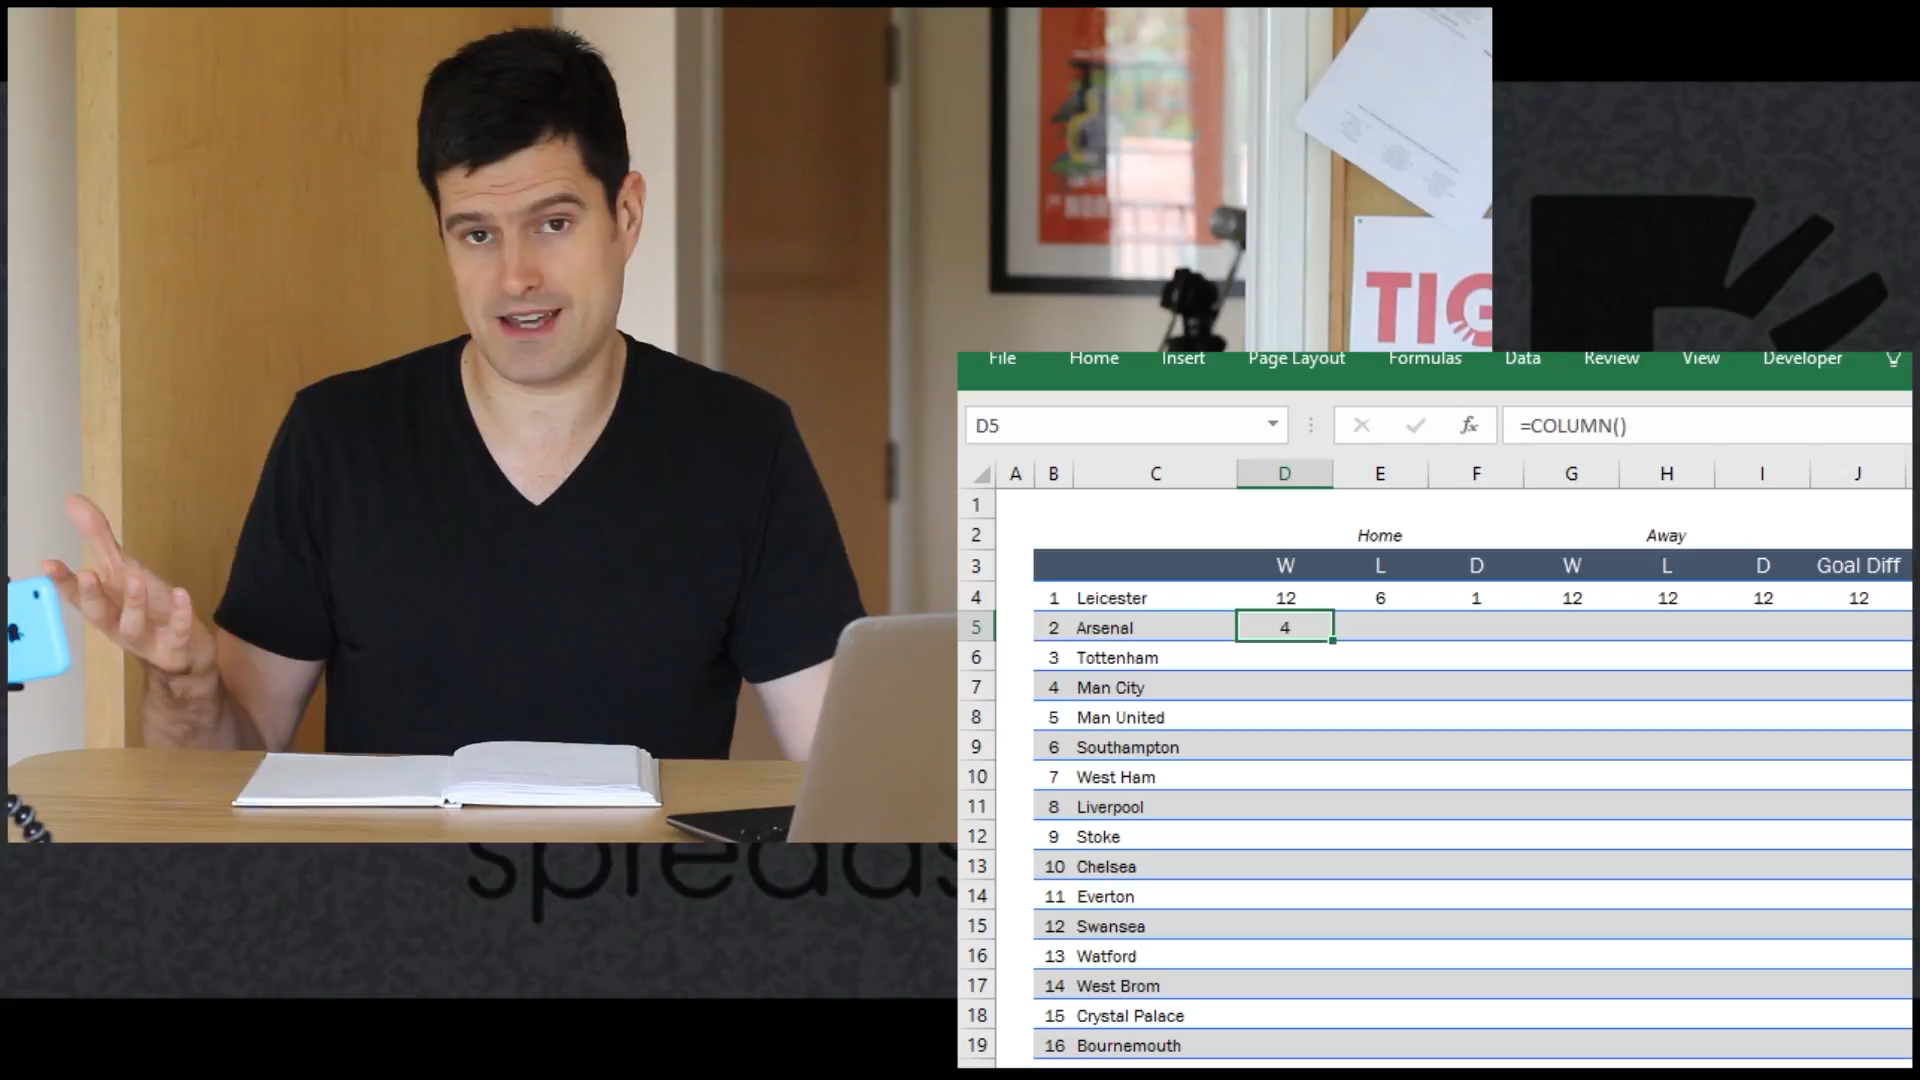 TIG
File Home Insert Page Layout Formulas Data Review View Developer
D5 fx =COLUMN()
A B C D E F G H I J
1
2 Home Away
3 W L D W L D Goal Diff
4 1 Leicester 12 6 1 12 12 12 12
5 2 Arsenal 4
6 3 Tottenham
7 4 Man City
8 5 Man United
9 6 Southampton
10 7 West Ham
11 8 Liverpool
12 9 Stoke
13 10 Chelsea
14 11 Everton
15 12 Swansea
16 13 Watford
17 14 West Brom
18 15 Crystal Palace
19 16 Bournemouth
spreads